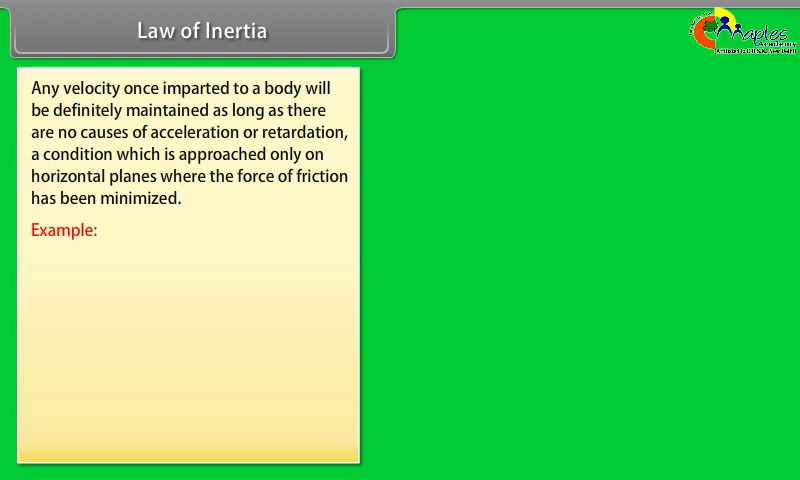 Law of Inertia
aples
Academy
Any velocity once imparted to a body will
be definitely maintained as long as there
are no causes of acceleration or retardation,
a condition which is approached only on
horizontal planes where the force of friction
has been minimized.
Example: